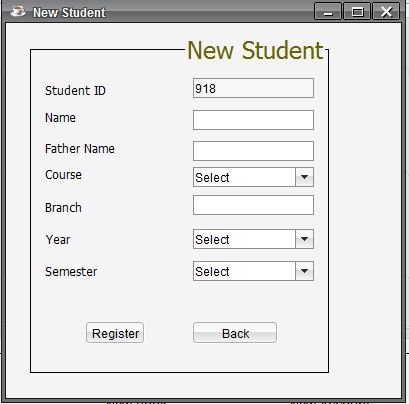 New Student
New Student
Student ID 918
Name
Father Name
Course Select
Branch
Year Select
Semester Select
Register Back